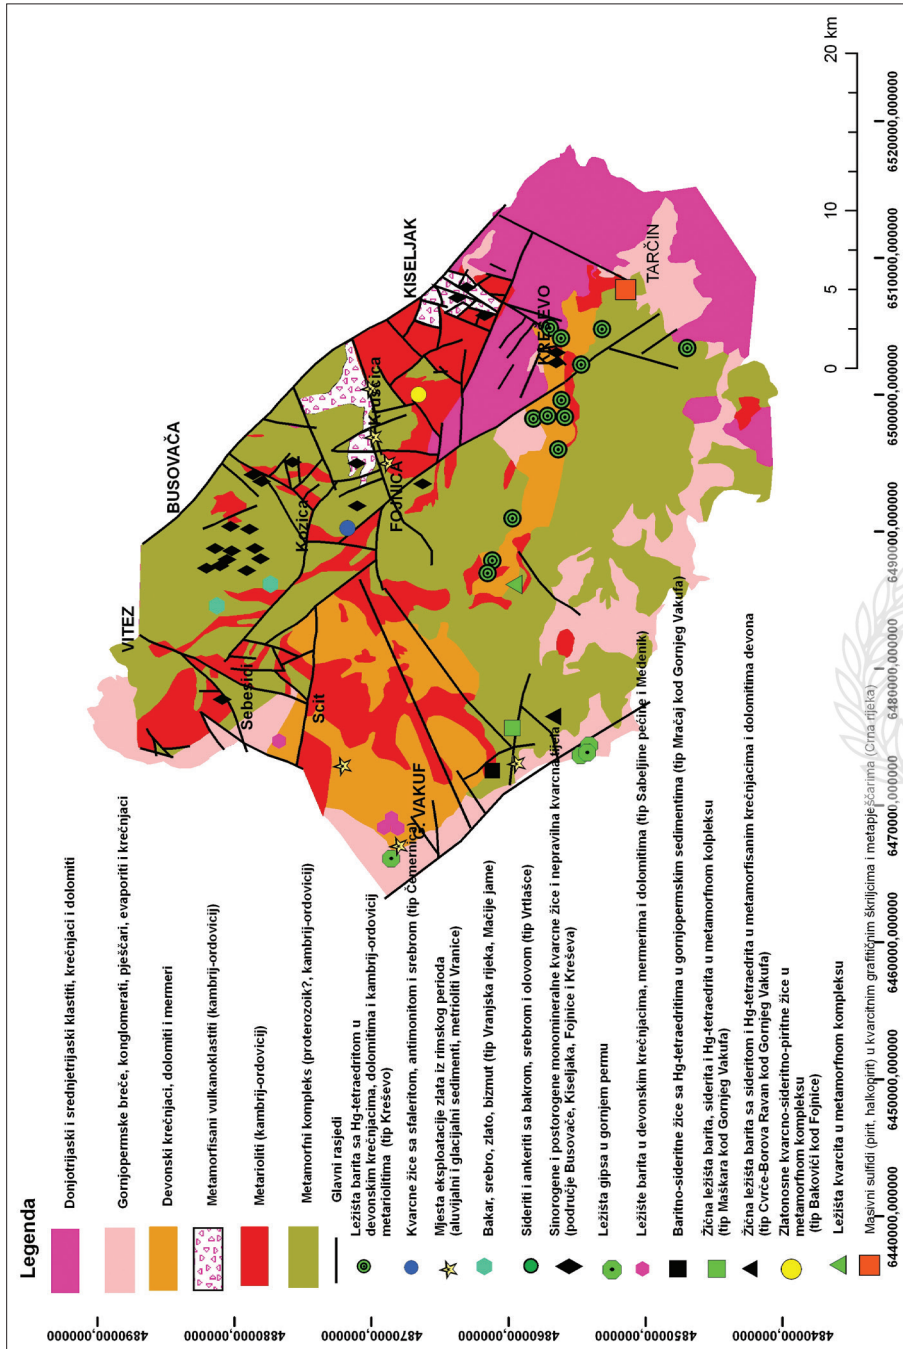 Legenda
Donjotrijaski i srednjetrijaski klastiti, krečnjaci i dolomiti
Gornjopermske breče, konglomerati, pješčari, evaporiti i krečnjaci
Devonski krečnjaci, dolomiti i mermeri
Metamorfisani vulkanoklastiti (kambrij-ordovicij)
Metarioliti (kambrij-ordovicij)
Metamorfni kompleks (proterozoik?, kambrij-ordovicij)
Glavni rasjedi
Ležišta barita sa Hg-tetraedritom u
devonskim krečnjacima, dolomitima i kambrij-ordovicij
metariolitima (tip Kreševo)
Kvarcne žice sa sfaleritom, antimonitom i srebrom (tip Čemernica)
Mjesta eksploatacije zlata iz rimskog perioda
(aluvijalni i glacijalni sedimenti, metrioliti Vranice)
Bakar, srebro, zlato, bizmut (tip Vranjska rijeka, Mačije jame)
Sideriti i ankeriti sa bakrom, srebrom i olovom (tip Vrtlašce)
Sinorogene i postorogene monomineralne kvarcne žice i nepravilna kvarcna tijela
(područje Busovače, Kiseljaka, Fojnice i Kreševa)
Ležišta gipsa u gornjem permu
Ležište barita u devonskim krečnjacima, mermerima i dolomitima (tip Sabeljine pećine i Medenik)
Baritno-sideritne žice sa Hg-tetraedritima u gornjopermskim sedimentima (tip Mračaj kod Gornjeg Vakufa)
Žična ležišta barita, siderita i Hg-tetraedrita u metamorfnom kolpleksu
(tip Maškara kod Gornjeg Vakufa)
Žična ležišta barita sa sideritom i Hg-tetraedrita u metamorfisanim krečnjacima i dolomitima devona
(tip Cvrče-Borova Ravan kod Gornjeg Vakufa)
Zlatonosne kvarcno-sideritno-piritne žice u
metamorfnom kompleksu
(tip Bakovići kod Fojnice)
Ležišta kvarcita u metamorfnom kompleksu
Masivni sulfidi (pirit, halkopirit) u kvarcitnim grafitičnim škriljcima i metapješčarima (Crna rijeka)
VITEZ
BUSOVAČA
KISELJAK
Kruščica
Kožica
FOJNICA
Sebešići
Šcit
G. VAKUF
KREŠEVO
TARČIN
0 5 10 20 km
4890000,000000
4880000,000000
4870000,000000
4860000,000000
4850000,000000
4840000,000000
6440000,000000
6450000,000000
6460000,000000
6470000,000000
6480000,000000
6490000,000000
6500000,000000
6510000,000000
6520000,000000